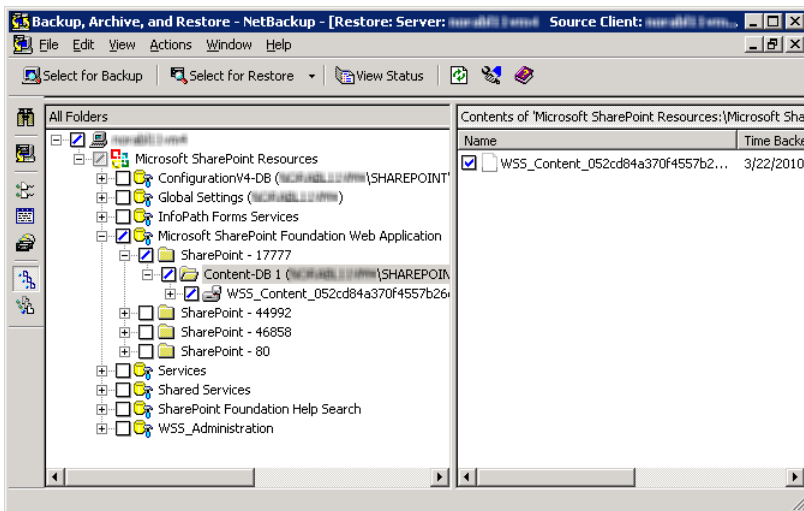 Backup, Archive, and Restore - NetBackup - [Restore: Server: Source Client:
File Edit View Actions Window Help
Select for Backup Select for Restore View Status
All Folders
Microsoft SharePoint Resources
ConfigurationV4-DB ( \SHAREPOINT
Global Settings ( )
InfoPath Forms Services
Microsoft SharePoint Foundation Web Application
SharePoint - 17777
Content-DB 1 ( \SHAREPOIN
WSS_Content_052cd84a370f4557b26
SharePoint - 44992
SharePoint - 46858
SharePoint - 80
Services
Shared Services
SharePoint Foundation Help Search
WSS_Administration
Contents of 'Microsoft SharePoint Resources:\Microsoft Sha
Name Time Backe
WSS_Content_052cd84a370f4557b2... 3/22/2010